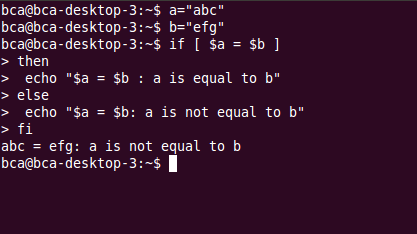 bca@bca-desktop-3:~$ a="abc"
bca@bca-desktop-3:~$ b="efg"
bca@bca-desktop-3:~$ if [ $a = $b ]
> then
>  echo "$a = $b : a is equal to b"
> else
>  echo "$a = $b: a is not equal to b"
> fi
abc = efg: a is not equal to b
bca@bca-desktop-3:~$